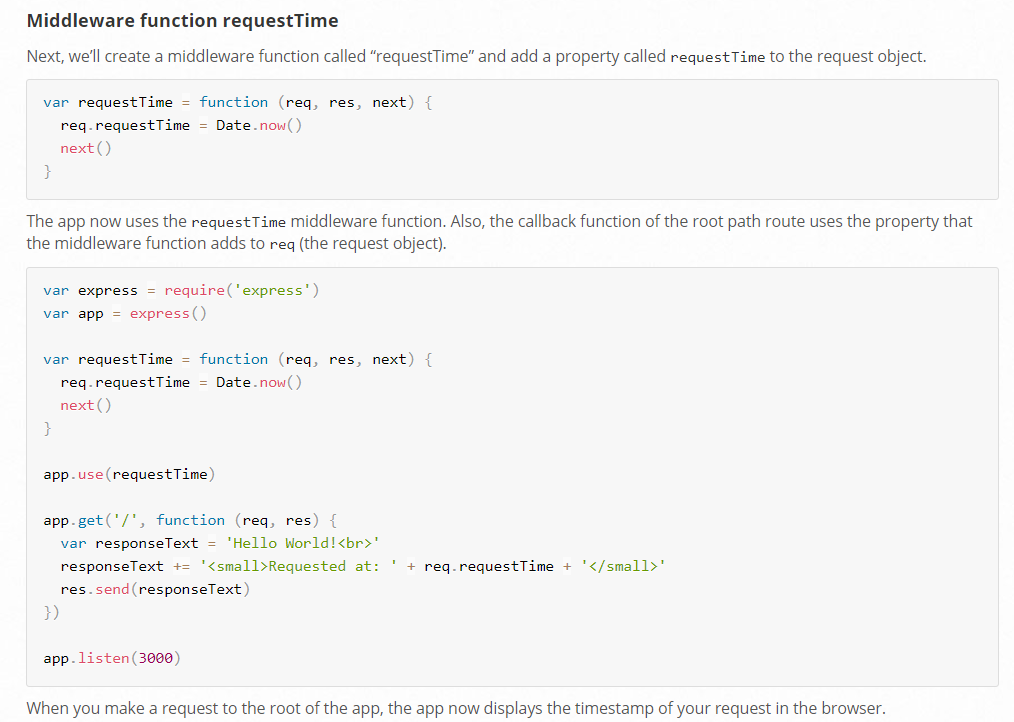 Middleware function requestTime
Next, we’ll create a middleware function called “requestTime” and add a property called requestTime to the request object.
var requestTime = function (req, res, next) {
  req.requestTime = Date.now()
  next()
}
The app now uses the requestTime middleware function. Also, the callback function of the root path route uses the property that
the middleware function adds to req (the request object).
var express = require('express')
var app = express()

var requestTime = function (req, res, next) {
  req.requestTime = Date.now()
  next()
}

app.use(requestTime)

app.get('/', function (req, res) {
  var responseText = 'Hello World!<br>'
  responseText += '<small>Requested at: ' + req.requestTime + '</small>'
  res.send(responseText)
})

app.listen(3000)
When you make a request to the root of the app, the app now displays the timestamp of your request in the browser.